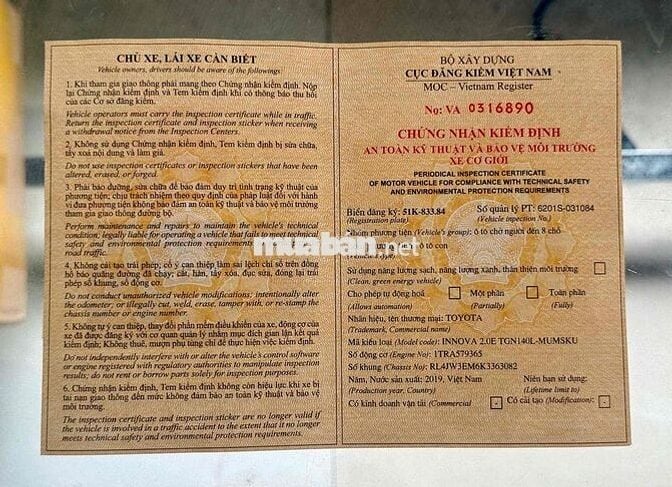 CHỦ XE, LÁI XE CẦN BIẾT
Vehicle owners, drivers should be aware of the followings
1. Khi tham gia giao thông phải mang theo Chứng nhận kiểm định. Nộp
lại Chứng nhận kiểm định và Tem kiểm định khi có thông báo thu hồi
của các Cơ sở đăng kiểm.
Vehicle operators must carry the inspection certificate while in traffic.
Return the inspection certificate and inspection sticker when receiving
a withdrawal notice from the Inspection Centers.
2. Không sử dụng Chứng nhận kiểm định, Tem kiểm định bị sửa chữa,
tẩy xoá nội dung và làm giả.
Do not use inspection certificates or inspection stickers that have been
altered, erased, or forged.
3. Phải bảo dưỡng, sửa chữa để bảo đảm duy trì tình trạng kỹ thuật của
phương tiện; chịu trách nhiệm theo quy định của pháp luật đối với hành
vi đưa phương tiện không bảo đảm an toàn kỹ thuật và bảo vệ môi trường
tham gia giao thông đường bộ.
Perform maintenance and repairs to maintain the vehicle's technical
condition; legally liable for operating a vehicle that fails to meet technical
safety and environmental protection requirements
road traffic.
4. Không cải tạo trái phép, cố ý can thiệp làm sai lệch chỉ số trên đồng
hồ báo quãng đường đã chạy; cắt, hàn, tẩy xóa, đục sửa, đóng lại trái
phép số khung, số động cơ.
Do not conduct unauthorized vehicle modifications; intentionally alter
the odometer; or illegally cut, weld, erase, tamper with, or re-stamp the
chassis number or engine number.
5. Không tự ý can thiệp, thay đổi phần mềm điều khiển của xe, động cơ của
xe đã được đăng ký với cơ quan quản lý nhằm mục đích gian lận kết quả
kiểm định; Không thuê, mượn phụ tùng chỉ để thực hiện việc kiểm định.
Do not independently interfere with or alter the vehicle's control software
or engine registered with regulatory authorities to manipulate inspection
results; do not rent or borrow parts solely for inspection purposes.
6. Chứng nhận kiểm định, Tem kiểm định không còn hiệu lực khi xe bị
tai nạn giao thông đến mức không đảm bảo an toàn kỹ thuật và bảo vệ
môi trường.
The inspection certificate and inspection sticker are no longer valid if
the vehicle is involved in a traffic accident to the extent that it no longer
meets technical safety and environmental protection requirements.
BỘ XÂY DỰNG
CỤC ĐĂNG KIỂM VIỆT NAM
MOC – Vietnam Register
No: VA 0316890
CHỨNG NHẬN KIỂM ĐỊNH
AN TOÀN KỸ THUẬT VÀ BẢO VỆ MÔI TRƯỜNG
XE CƠ GIỚI
PERIODICAL INSPECTION CERTIFICATE
OF MOTOR VEHICLE FOR COMPLIANCE WITH TECHNICAL SAFETY
AND ENVIRONMENTAL PROTECTION REQUIREMENTS
Biển đăng ký: 51K-833.84 Số quản lý PT: 6201S-031084
(Registration plate) (Vehicle inspection No.)
Nhóm phương tiện (Vehicle's group): ô tô chở người đến 8 chỗ
ô tô con
muaban.net
Sử dụng năng lượng sạch, năng lượng xanh, thân thiện môi trường
(Clean, green energy vehicle)
Cho phép tự động hoá Một phần Toàn phần
(Allows automation) (Partially) (Fully)
Nhãn hiệu, tên thương mại: TOYOTA
(Trademark, Commercial name)
Mã kiểu loại (Model code): INNOVA 2.0E TGN140L-MUMSKU
Số động cơ (Engine No): 1TRA579365
Số khung (Chassis No): RL4JW3EM6K3363082
Năm, Nước sản xuất: 2019, Việt Nam Niên hạn sử dụng:
(Production year, Country) (Lifetime limit to)
Có kinh doanh vận tải (Commercial Có cải tạo (Modification):